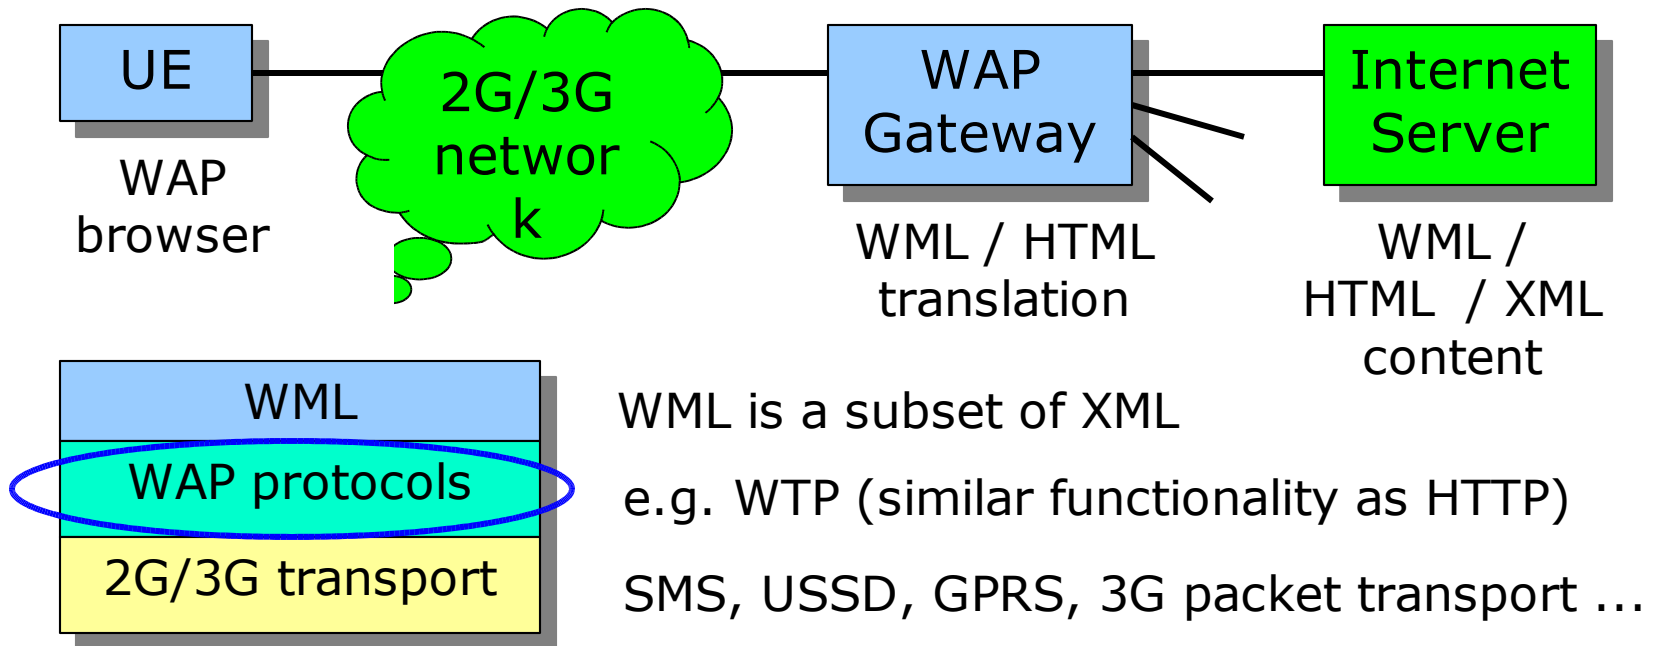 UE
WAP
browser
2G/3G
networ
k
WAP
Gateway
WML / HTML
translation
Internet
Server
WML /
HTML / XML
content
WML
WML is a subset of XML
WAP protocols
e.g. WTP (similar functionality as HTTP)
2G/3G transport
SMS, USSD, GPRS, 3G packet transport …